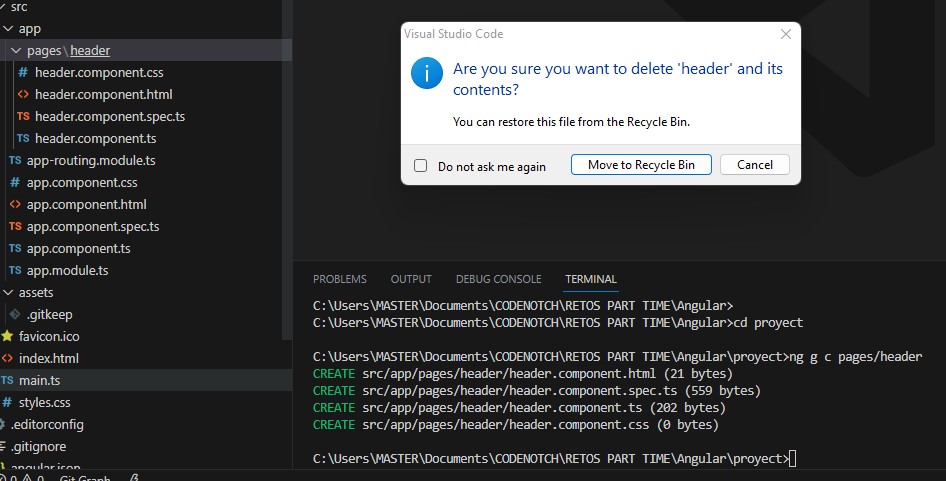 src
app
pages\header
# header.component.css
<> header.component.html
TS header.component.spec.ts
TS header.component.ts
TS app-routing.module.ts
# app.component.css
<> app.component.html
TS app.component.spec.ts
TS app.component.ts
TS app.module.ts
assets
.gitkeep
favicon.ico
<> index.html
TS main.ts
# styles.css
.editorconfig
.gitignore
angular.json
0 0 Git Graph
Visual Studio Code
Are you sure you want to delete 'header' and its
contents?
You can restore this file from the Recycle Bin.
Do not ask me again
Move to Recycle Bin
Cancel
PROBLEMS OUTPUT DEBUG CONSOLE TERMINAL
C:\Users\MASTER\Documents\CODENOTCH\RETOS PART TIME\Angular>
C:\Users\MASTER\Documents\CODENOTCH\RETOS PART TIME\Angular>cd proyect
C:\Users\MASTER\Documents\CODENOTCH\RETOS PART TIME\Angular\proyect>ng g c pages/header
CREATE src/app/pages/header/header.component.html (21 bytes)
CREATE src/app/pages/header/header.component.spec.ts (559 bytes)
CREATE src/app/pages/header/header.component.ts (202 bytes)
CREATE src/app/pages/header/header.component.css (0 bytes)
C:\Users\MASTER\Documents\CODENOTCH\RETOS PART TIME\Angular\proyect>